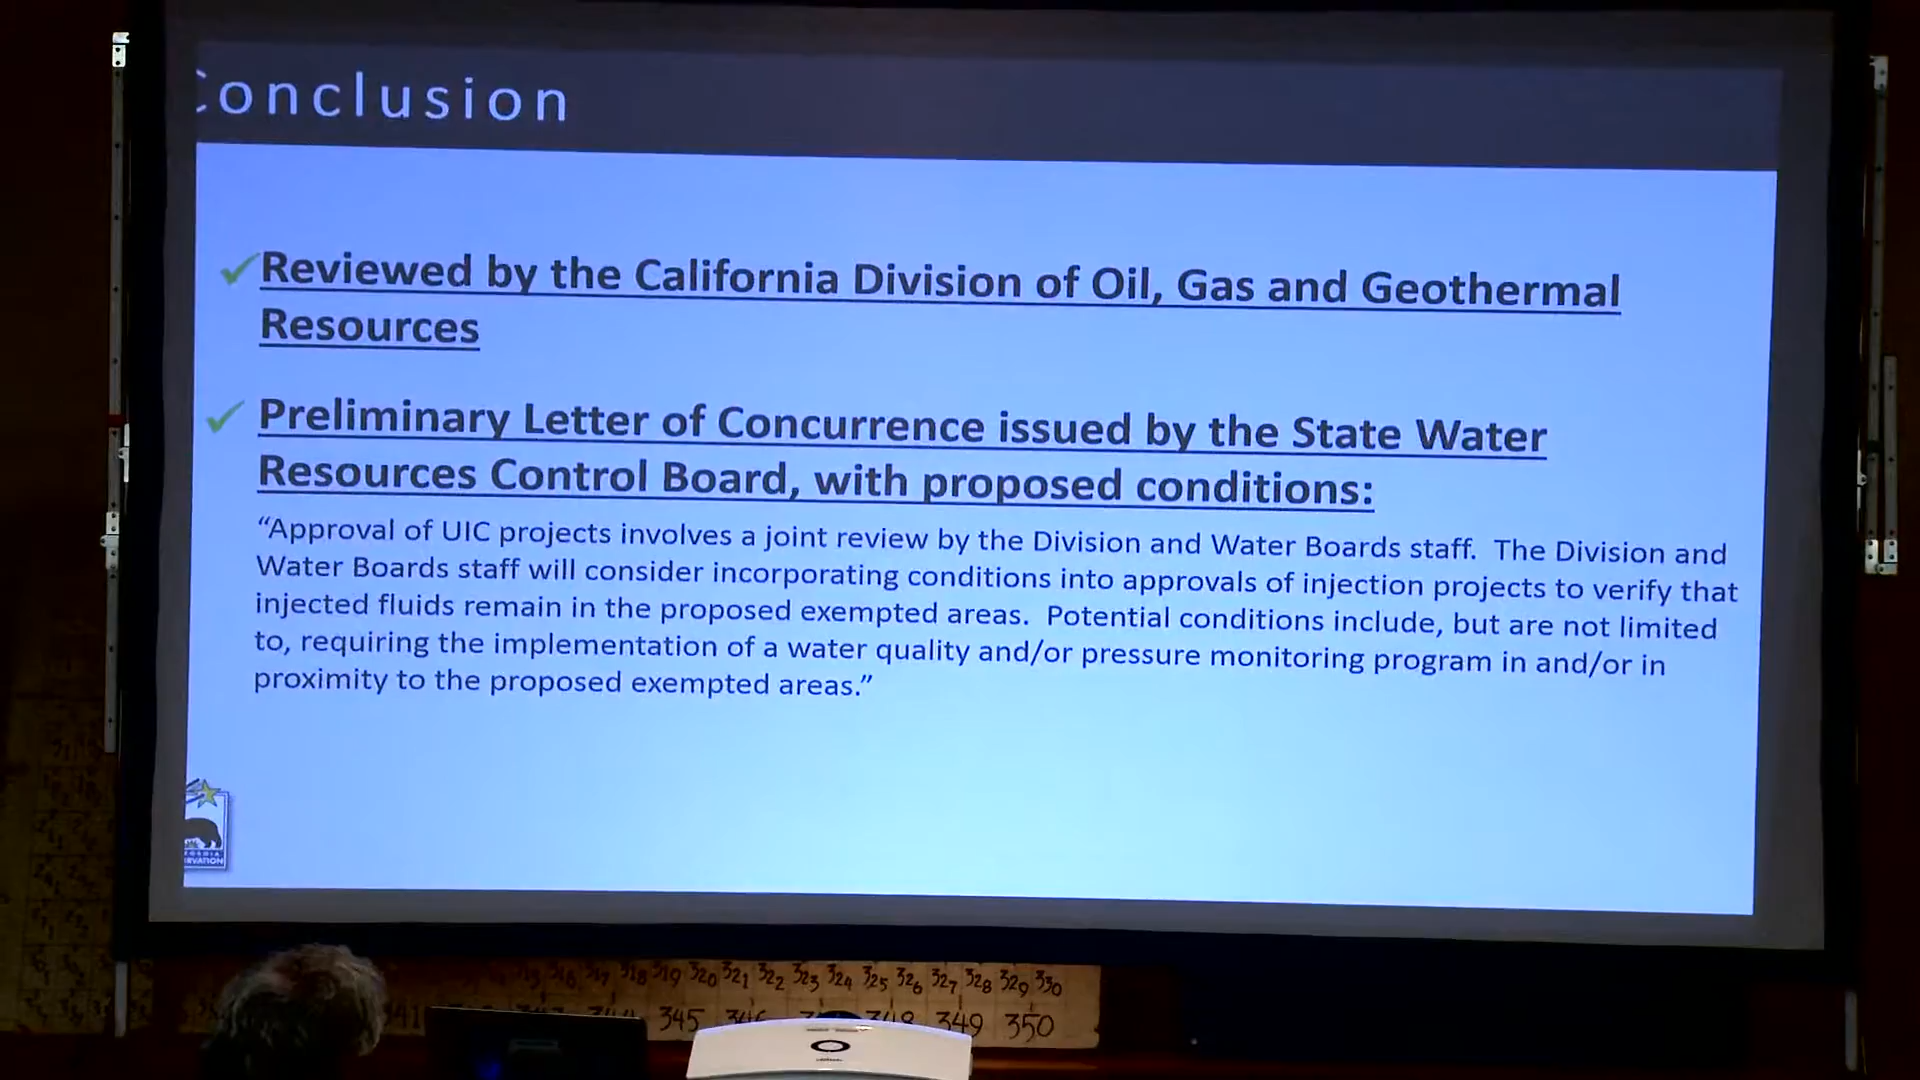 Conclusion
Reviewed by the California Division of Oil, Gas and Geothermal
Resources
Preliminary Letter of Concurrence issued by the State Water
Resources Control Board, with proposed conditions:
“Approval of UIC projects involves a joint review by the Division and Water Boards staff.  The Division and
Water Boards staff will consider incorporating conditions into approvals of injection projects to verify that
injected fluids remain in the proposed exempted areas.  Potential conditions include, but are not limited
to, requiring the implementation of a water quality and/or pressure monitoring program in and/or in
proximity to the proposed exempted areas.”
316 317 318 319 320 321 322 323 324 325 326 327 328 329 330
345 349 350